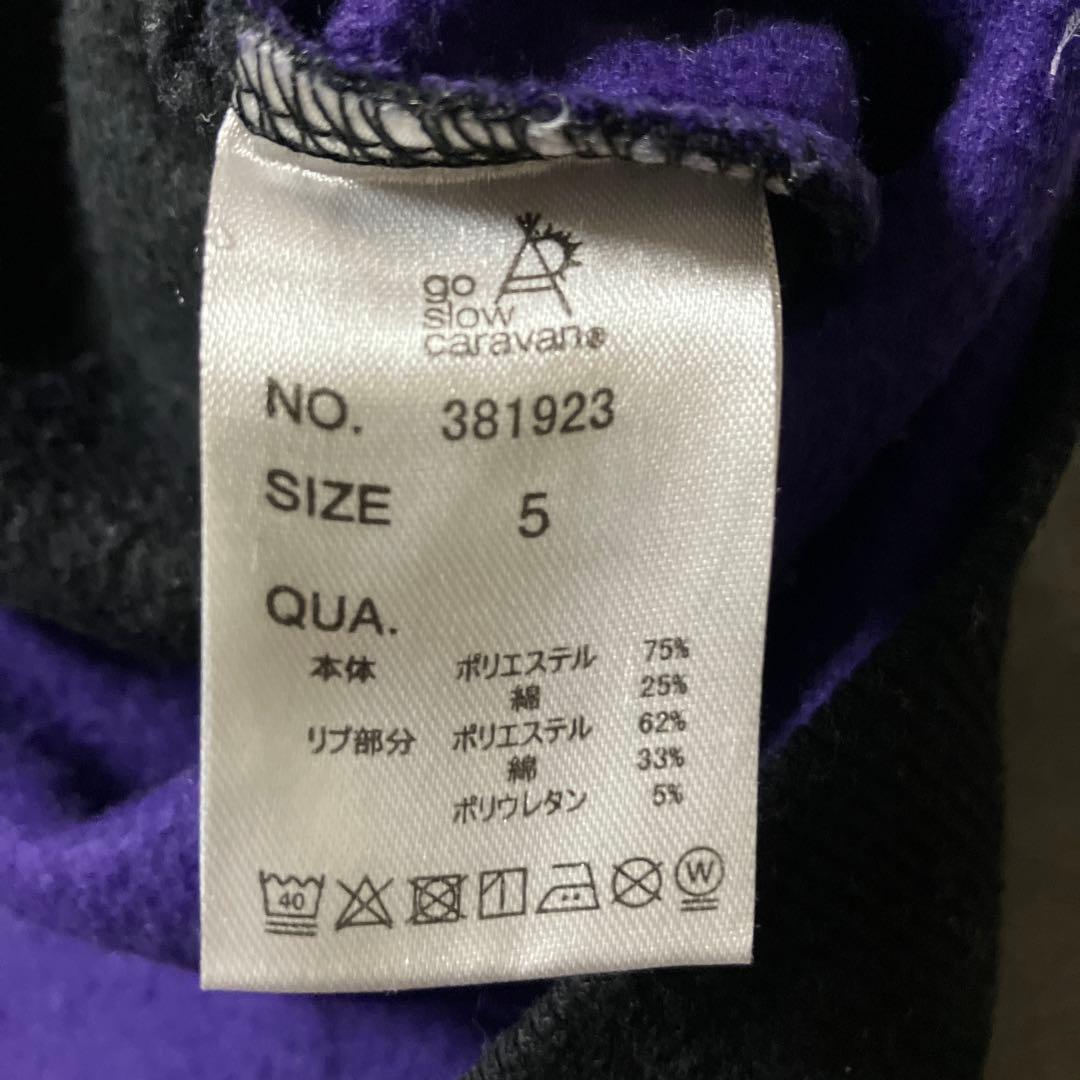 go
slow
caravan®
NO. 381923
SIZE 5
QUA.
本体 ポリエステル 75%
綿 25%
リブ部分 ポリエステル 62%
綿 33%
ポリウレタン 5%
40 W